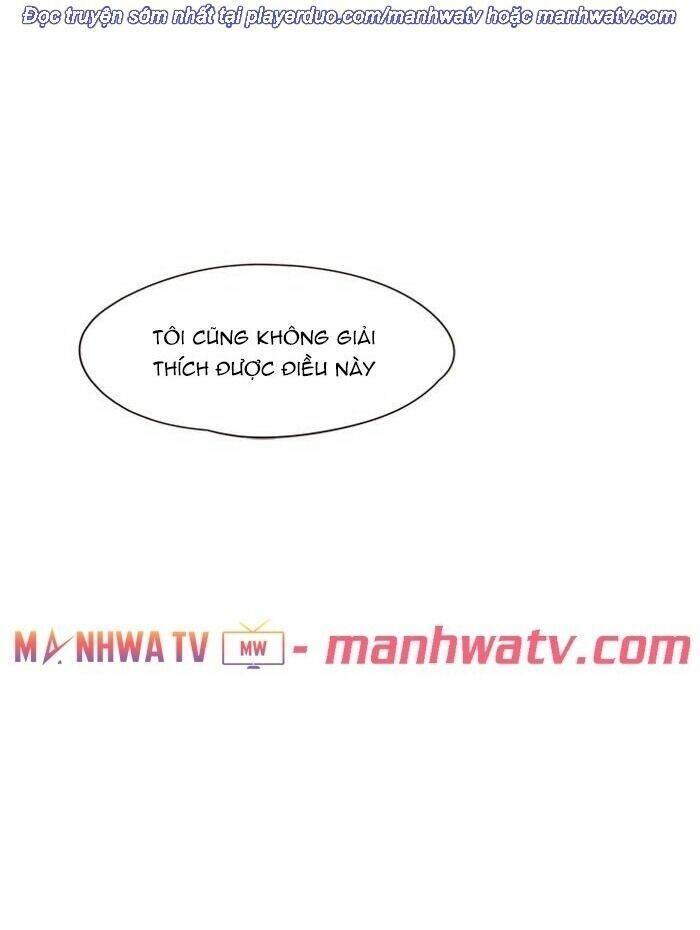 Đọc truyện sớm nhất tại playerduo.com/manhwatv hoặc manhwatv.com
TÔI CŨNG KHÔNG GIẢI
THÍCH ĐƯỢC ĐIỀU NÀY
MANHWA TV MW - manhwatv.com